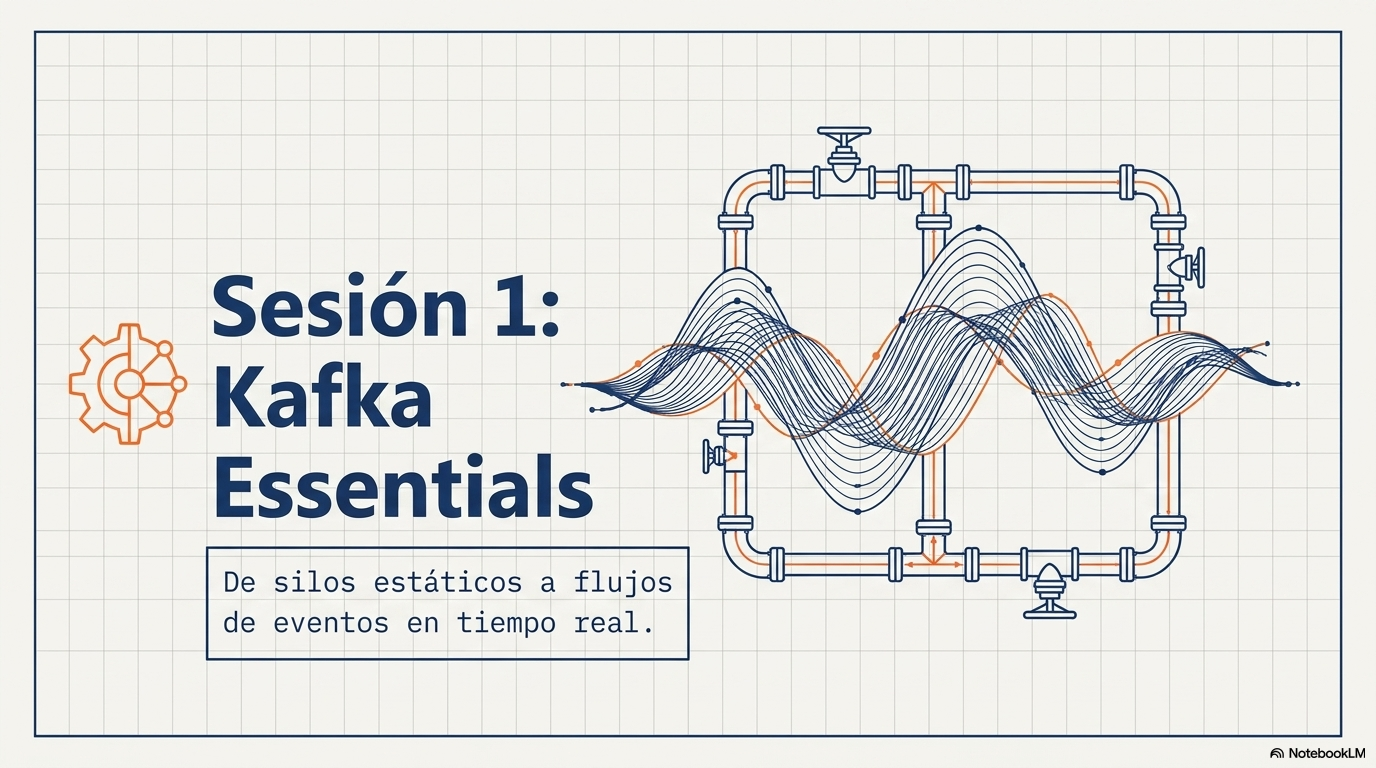 Sesión 1:
Kafka
Essentials
De silos estáticos a flujos
de eventos en tiempo real.
NotebookLM